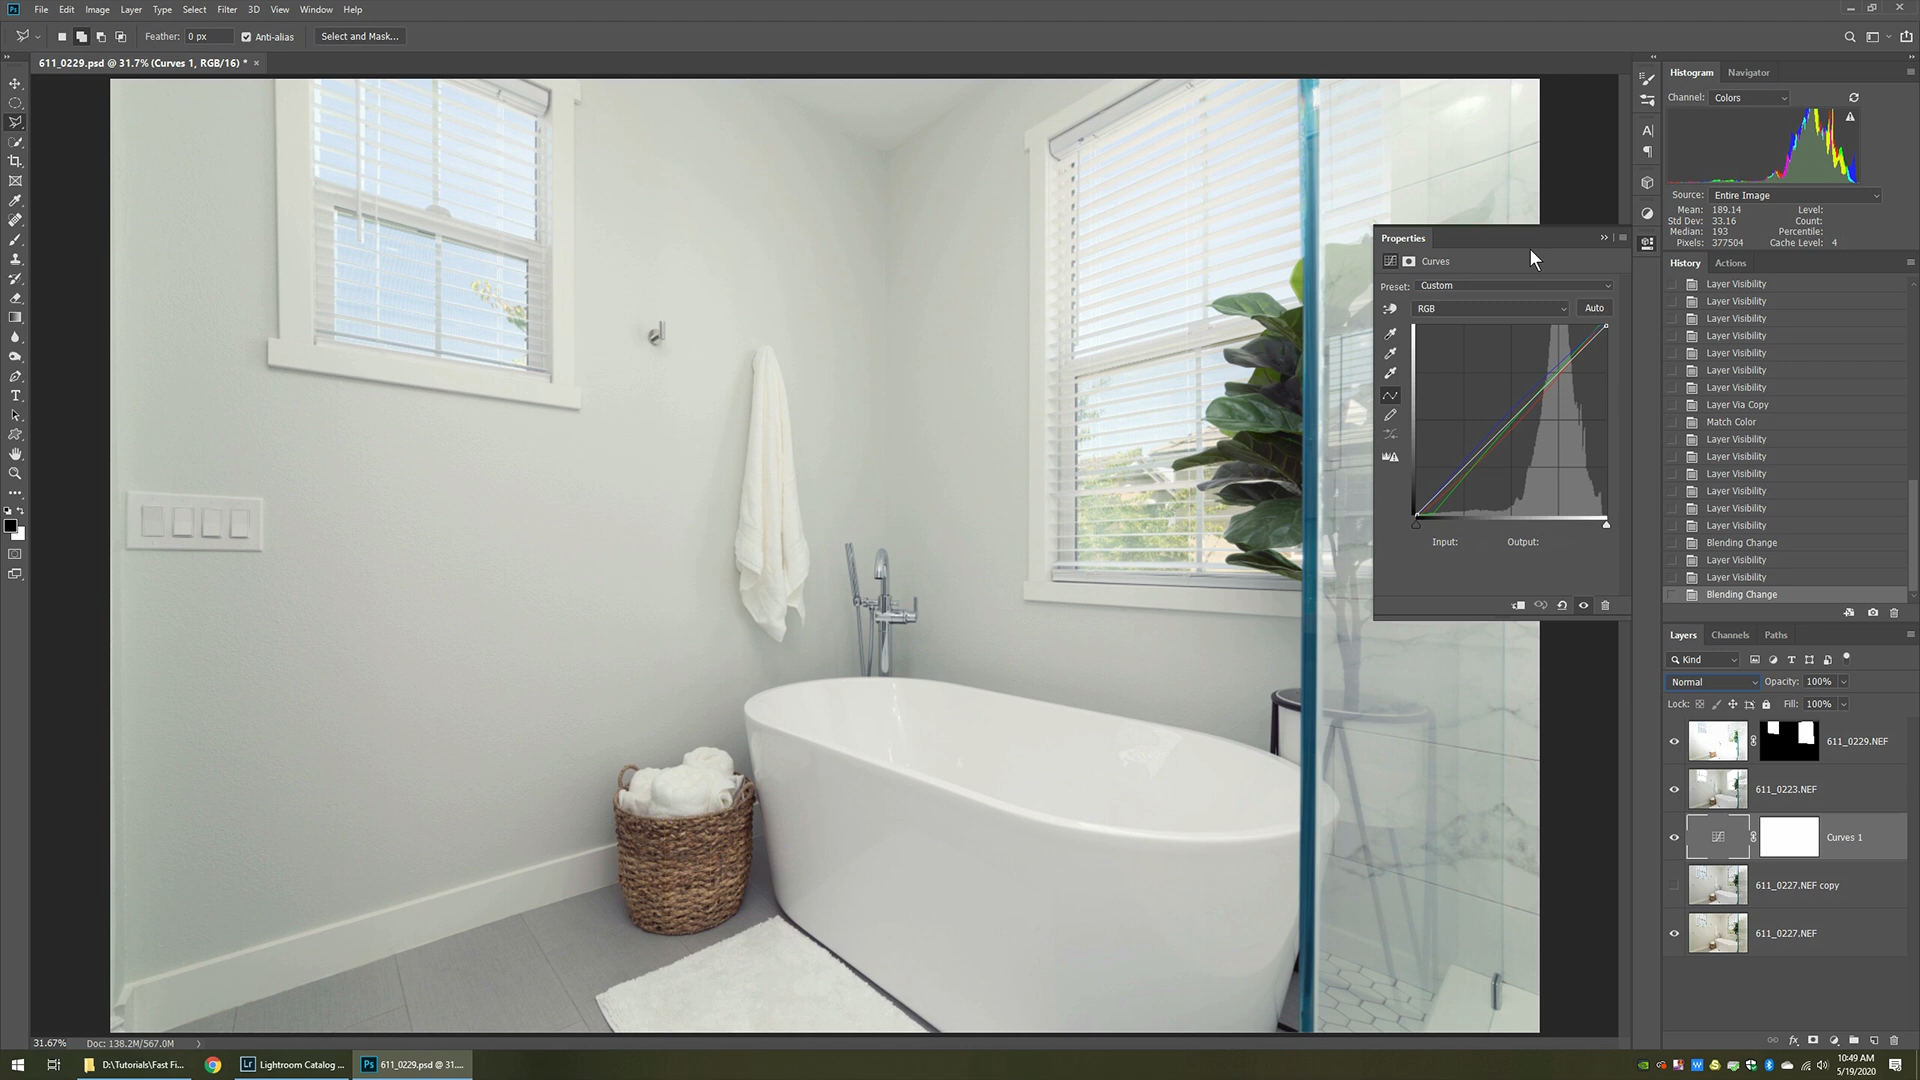 Ps File Edit Image Layer Type Select Filter 3D View Window Help
Feather: 0 px Anti-alias Select and Mask...
611_0229.psd @ 31.7% (Curves 1, RGB/16) * ×
Histogram Navigator
Channel: Colors
Source: Entire Image
Mean: 189.14 Level:
Std Dev: 33.16 Count:
Median: 193 Percentile:
Pixels: 377504 Cache Level: 4
Properties
Curves
Preset: Custom
RGB Auto
Input: Output:
History Actions
Layer Visibility
Layer Visibility
Layer Visibility
Layer Visibility
Layer Visibility
Layer Visibility
Layer Visibility
Layer Via Copy
Match Color
Layer Visibility
Layer Visibility
Layer Visibility
Layer Visibility
Layer Visibility
Layer Visibility
Blending Change
Layer Visibility
Layer Visibility
Blending Change
Layers Channels Paths
Kind
Normal Opacity: 100%
Lock: Fill: 100%
611_0229.NEF
611_0223.NEF
Curves 1
611_0227.NEF copy
611_0227.NEF
31.67% Doc: 138.2M/567.0M
D:\Tutorials\Fast Fi...
Lr Lightroom Catalog ...
Ps 611_0229.psd @ 31....
10:49 AM
5/19/2020